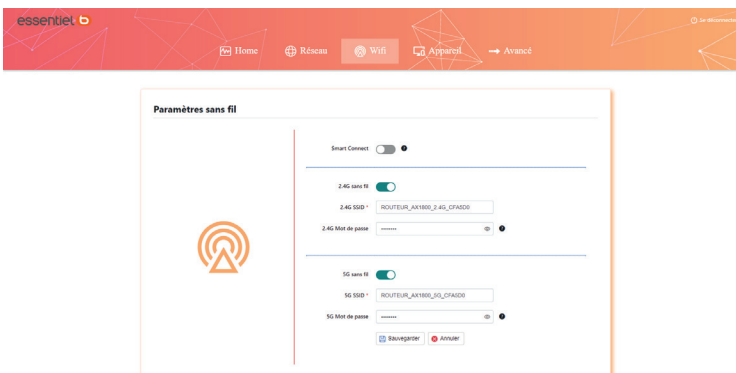 essentiel b
Se déconnecter
Home Réseau Wifi Appareil Avancé
Paramètres sans fil
Smart Connect
2.4G sans fil
2.4G SSID * ROUTEUR_AX1800_2.4G_CFA5D0
2.4G Mot de passe ••••••••
5G sans fil
5G SSID * ROUTEUR_AX1800_5G_CFA5D0
5G Mot de passe ••••••••
Sauvegarder Annuler